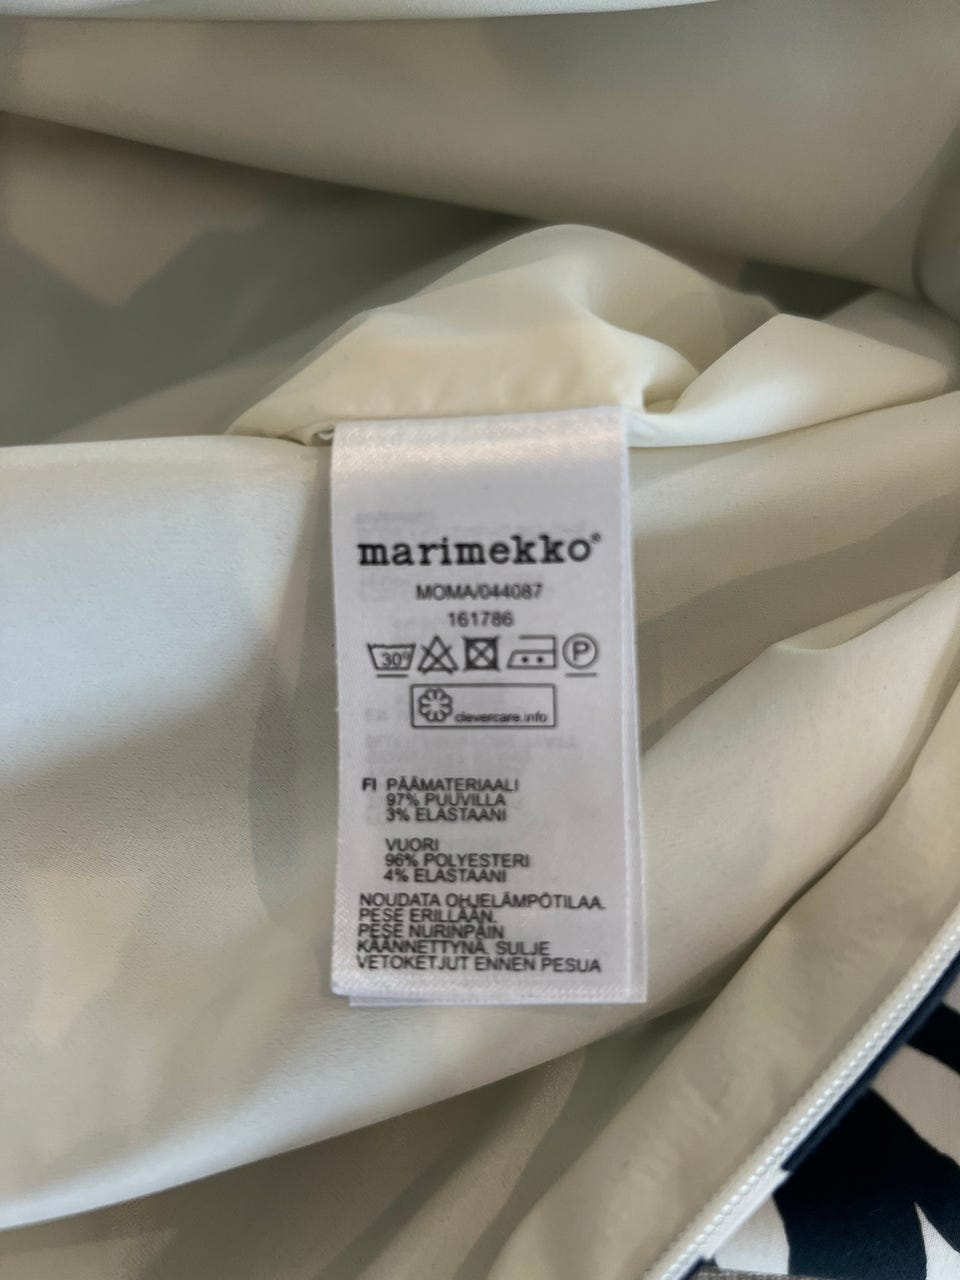 marimekko®
MOMA/044087
161786
30° P
clevercare.info
FI PÄÄMATERIAALI
97% PUUVILLA
3% ELASTAANI
VUORI
96% POLYESTERI
4% ELASTAANI
NOUDATA OHJELÄMPÖTILAA.
PESE ERILLÄÄN.
PESE NURINPÄIN
KÄÄNNETTYNÄ. SULJE
VETOKETJUT ENNEN PESUA